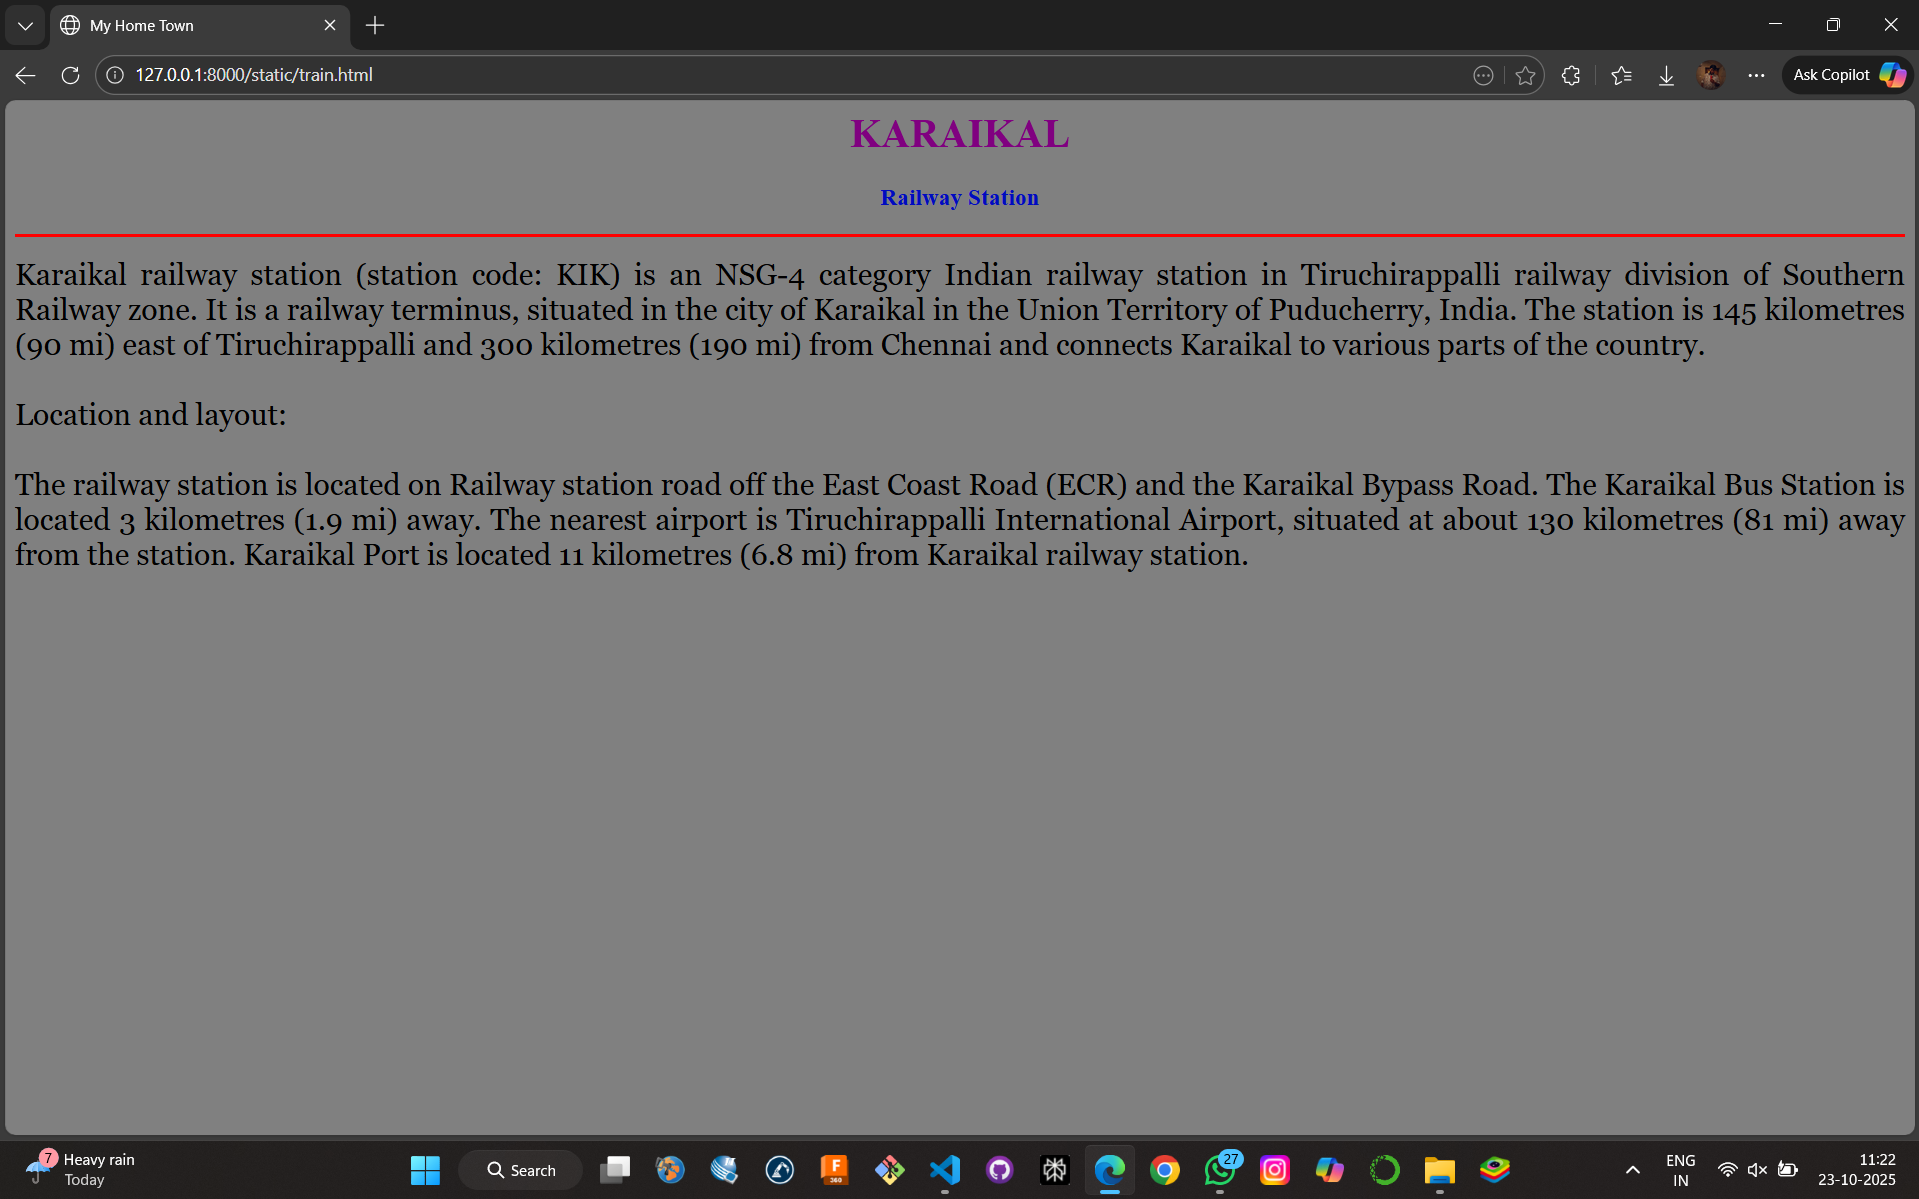 My Home Town
127.0.0.1:8000/static/train.html
Ask Copilot
KARAIKAL
Railway Station
Karaikal railway station (station code: KIK) is an NSG-4 category Indian railway station in Tiruchirappalli railway division of Southern
Railway zone. It is a railway terminus, situated in the city of Karaikal in the Union Territory of Puducherry, India. The station is 145 kilometres
(90 mi) east of Tiruchirappalli and 300 kilometres (190 mi) from Chennai and connects Karaikal to various parts of the country.
Location and layout:
The railway station is located on Railway station road off the East Coast Road (ECR) and the Karaikal Bypass Road. The Karaikal Bus Station is
located 3 kilometres (1.9 mi) away. The nearest airport is Tiruchirappalli International Airport, situated at about 130 kilometres (81 mi) away
from the station. Karaikal Port is located 11 kilometres (6.8 mi) from Karaikal railway station.
7
Heavy rain
Today
Search
F
360
27
ENG
IN
11:22
23-10-2025